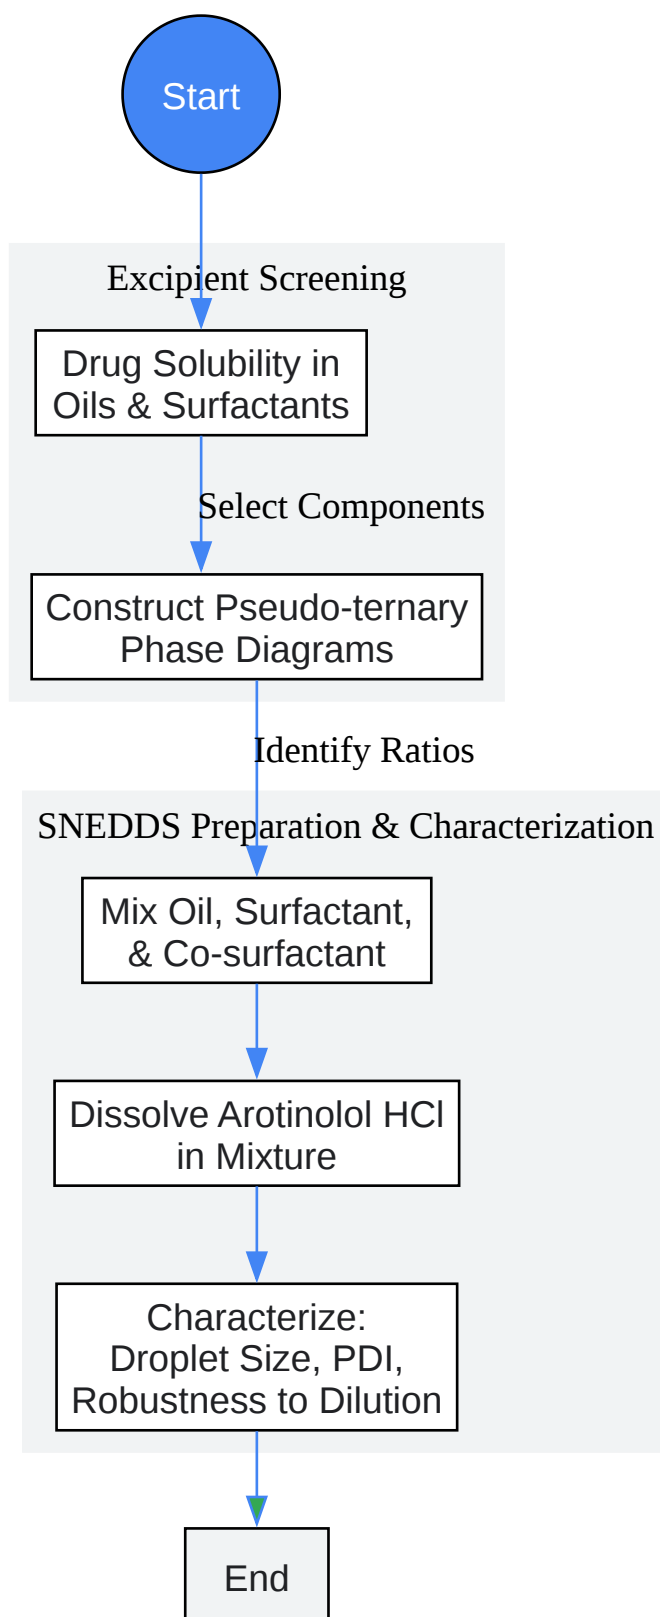 Start
Excipient Screening
Drug Solubility in
Oils & Surfactants
Select Components
Construct Pseudo-ternary
Phase Diagrams
Identify Ratios
SNEDDS Preparation & Characterization
Mix Oil, Surfactant,
& Co-surfactant
Dissolve Arotinolol HCl
in Mixture
Characterize:
Droplet Size, PDI,
Robustness to Dilution
End